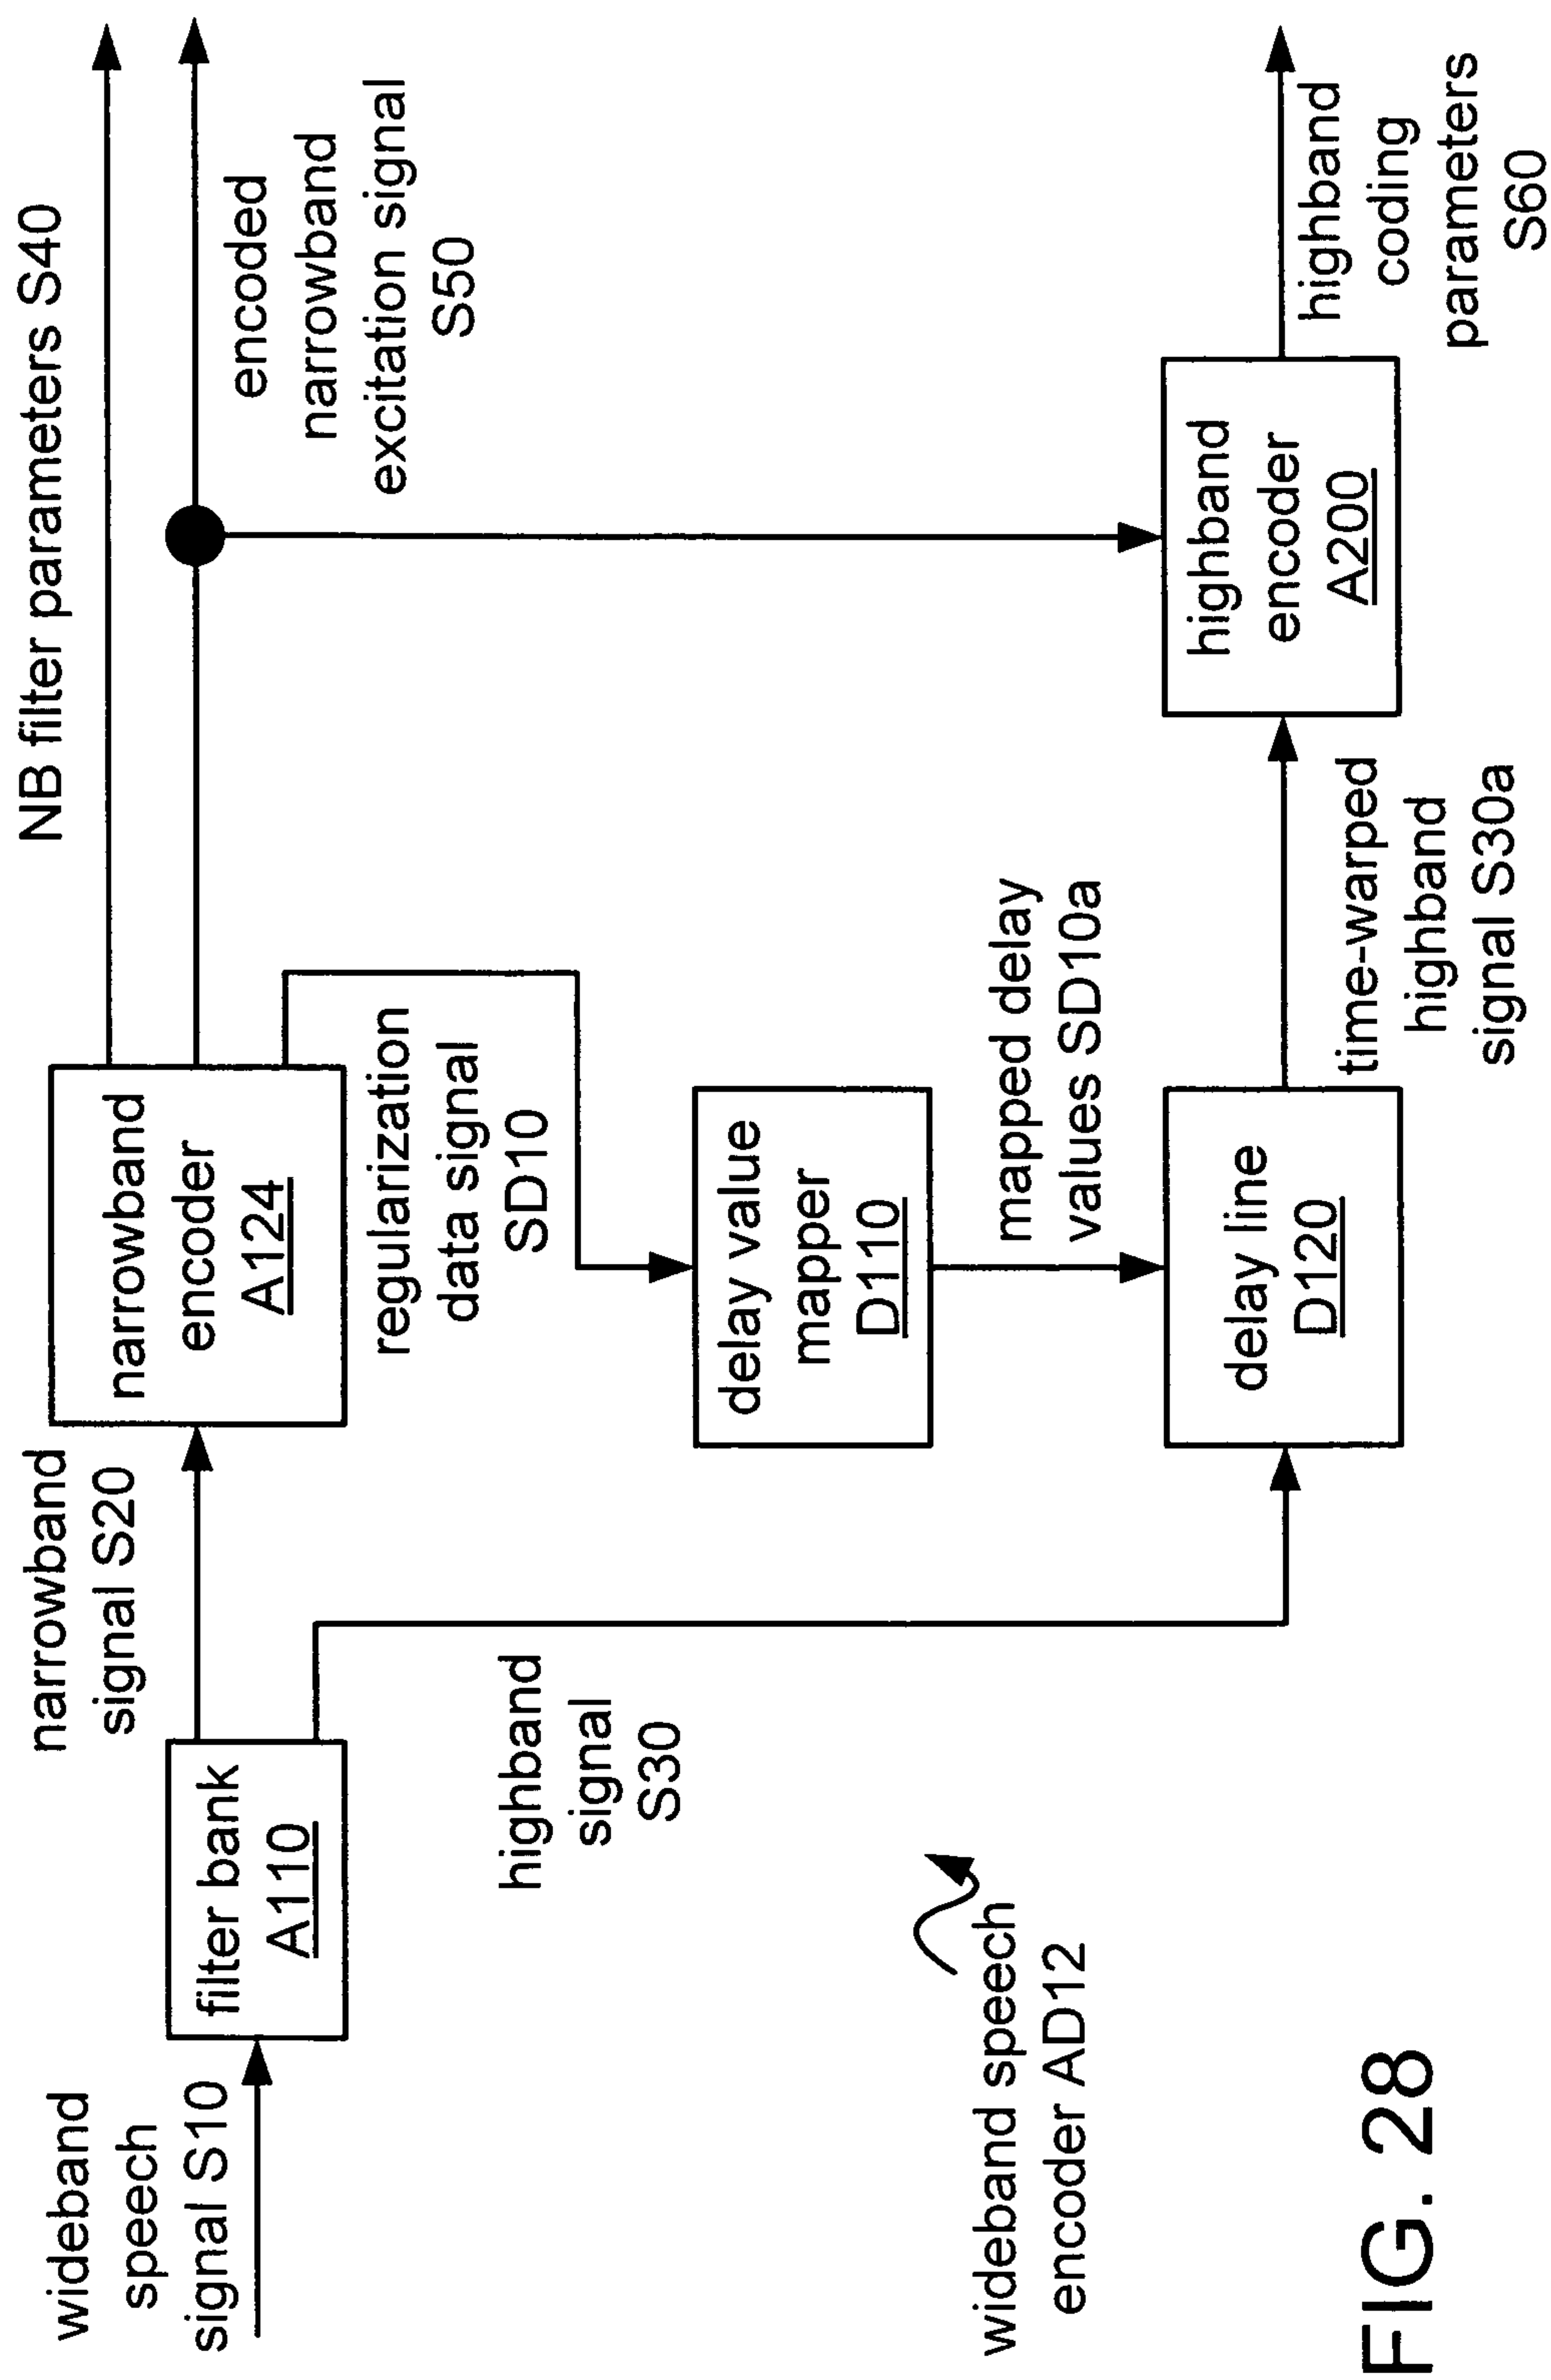 wideband
speech
signal S10
filter bank
A110
narrowband
signal S20
highband
signal
S30
narrowband
encoder
A124
NB filter parameters S40
encoded
narrowband
excitation signal
S50
regularization
data signal
SD10
delay value
mapper
D110
mapped delay
values SD10a
delay line
D120
time-warped
highband
signal S30a
highband
encoder
A200
highband
coding
parameters
S60
wideband speech
encoder AD12
FIG. 28